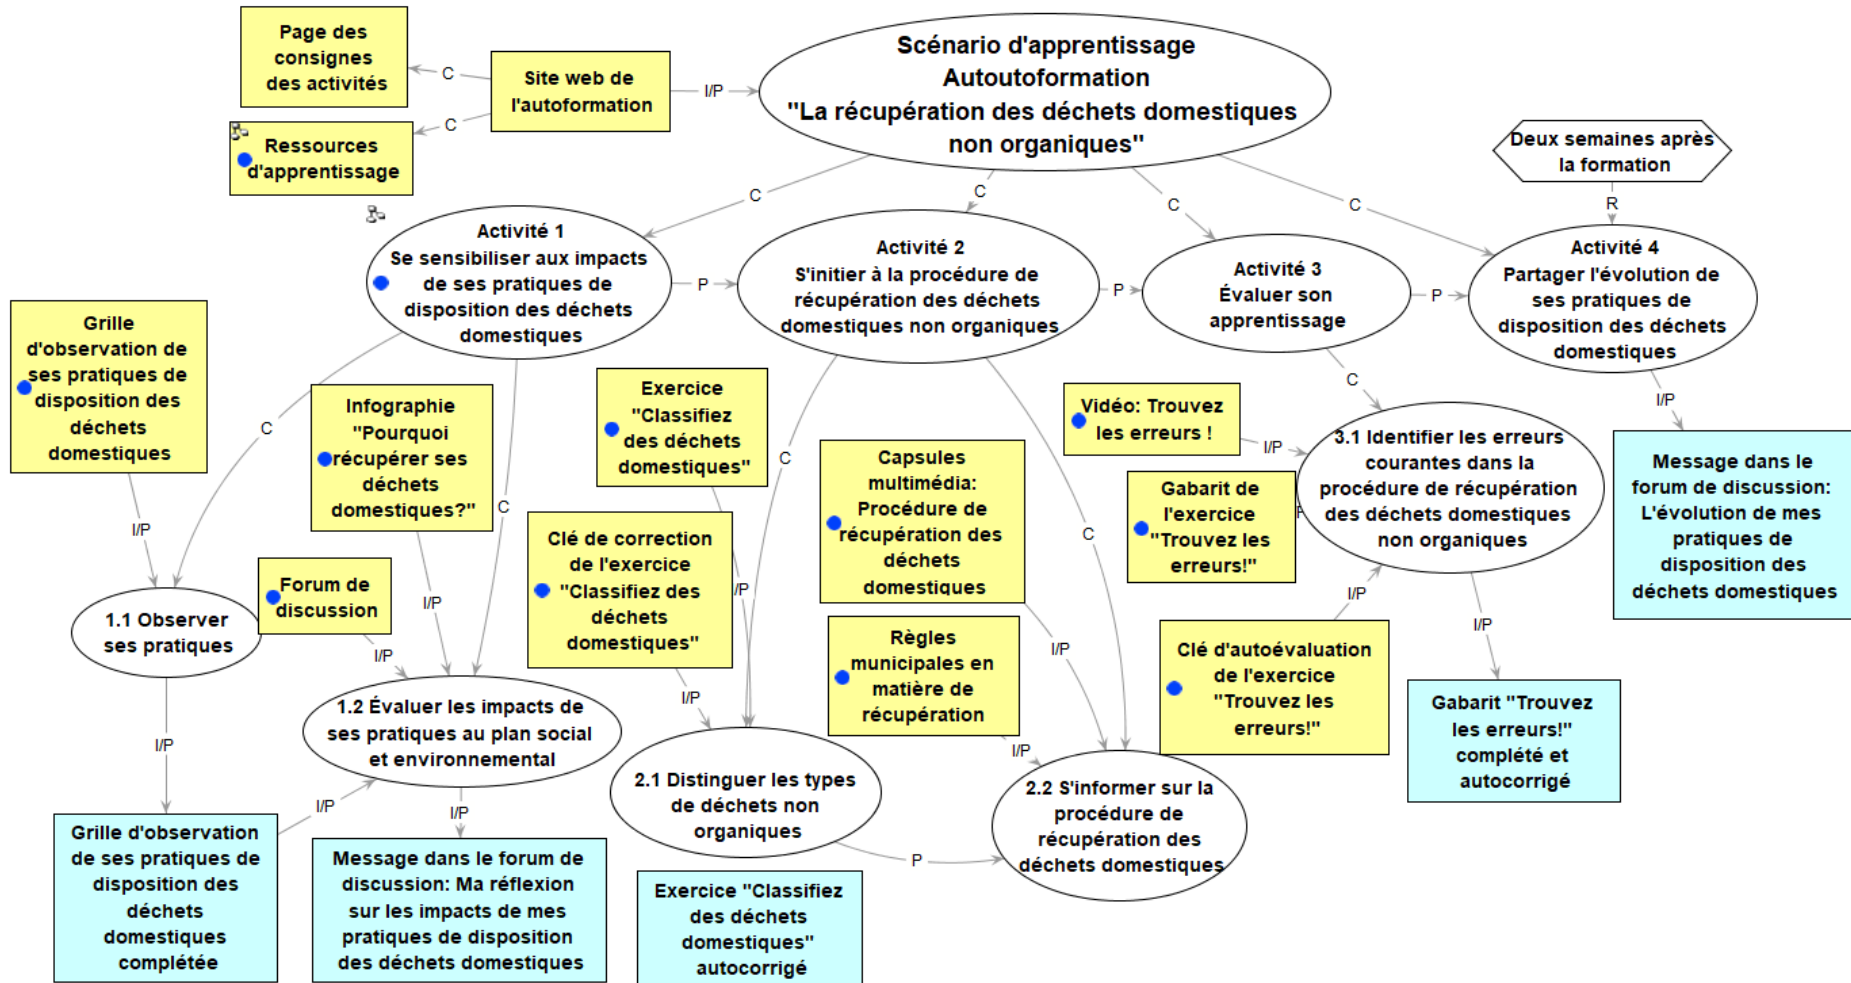 Page des
consignes
des activités
C
Site web de
l'autoformation
I/P
Scénario d'apprentissage
Autoutoformation
"La récupération des déchets domestiques
non organiques"
C
Ressources
d'apprentissage
Deux semaines après
la formation
C
C
C
C
R
Activité 1
Se sensibiliser aux impacts
de ses pratiques de
disposition des déchets
domestiques
P
Activité 2
S'initier à la procédure de
récupération des déchets
domestiques non organiques
P
Activité 3
Évaluer son
apprentissage
P
Activité 4
Partager l'évolution de
ses pratiques de
disposition des déchets
domestiques
Grille
d'observation de
ses pratiques de
disposition des
déchets
domestiques
C
Infographie
"Pourquoi
récupérer ses
déchets
domestiques?"
C
Exercice
"Classifiez
des déchets
domestiques"
C
Capsules
multimédia:
Procédure de
récupération des
déchets
domestiques
C
Vidéo: Trouvez
les erreurs !
I/P
C
3.1 Identifier les erreurs
courantes dans la
procédure de récupération
des déchets domestiques
non organiques
I/P
Message dans le
forum de discussion:
L'évolution de mes
pratiques de
disposition des
déchets domestiques
Gabarit de
l'exercice
"Trouvez les
erreurs!"
I/P
Clé de correction
de l'exercice
"Classifiez des
déchets
domestiques"
/P
Forum de
discussion
I/P
I/P
1.1 Observer
ses pratiques
I/P
Règles
municipales en
matière de
récupération
I/P
I/P
Clé d'autoévaluation
de l'exercice
"Trouvez les
erreurs!"
I/P
I/P
1.2 Évaluer les impacts de
ses pratiques au plan social
et environnemental
I/P
Gabarit "Trouvez
les erreurs!"
complété et
autocorrigé
I/P
2.1 Distinguer les types
de déchets non
organiques
I/P
2.2 S'informer sur la
procédure de
récupération des
déchets domestiques
P
Grille d'observation
de ses pratiques de
disposition des
déchets
domestiques
complétée
I/P
I/P
Message dans le forum de
discussion: Ma réflexion
sur les impacts de mes
pratiques de disposition
des déchets domestiques
Exercice "Classifiez
des déchets
domestiques"
autocorrigé